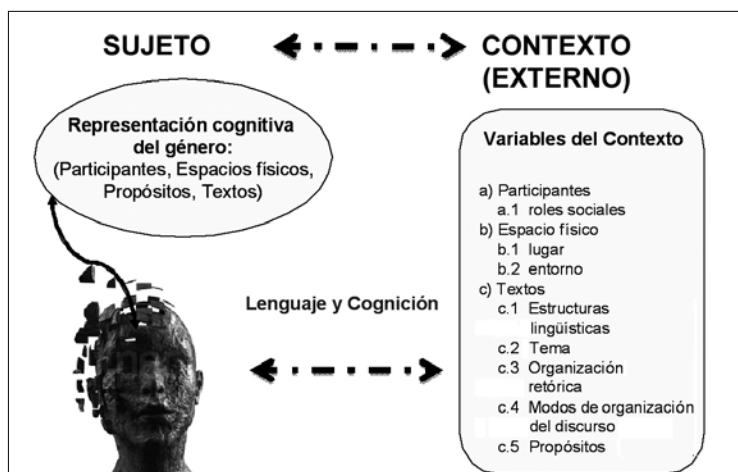 SUJETO
CONTEXTO
(EXTERNO)
Representación cognitiva
del género:
(Participantes, Espacios físicos,
Propósitos, Textos)
Lenguaje y Cognición
Variables del Contexto
a) Participantes
a.1 roles sociales
b) Espacio físico
b.1 lugar
b.2 entorno
c) Textos
c.1 Estructuras
lingüísticas
c.2 Tema
c.3 Organización
retórica
c.4 Modos de organización
del discurso
c.5 Propósitos